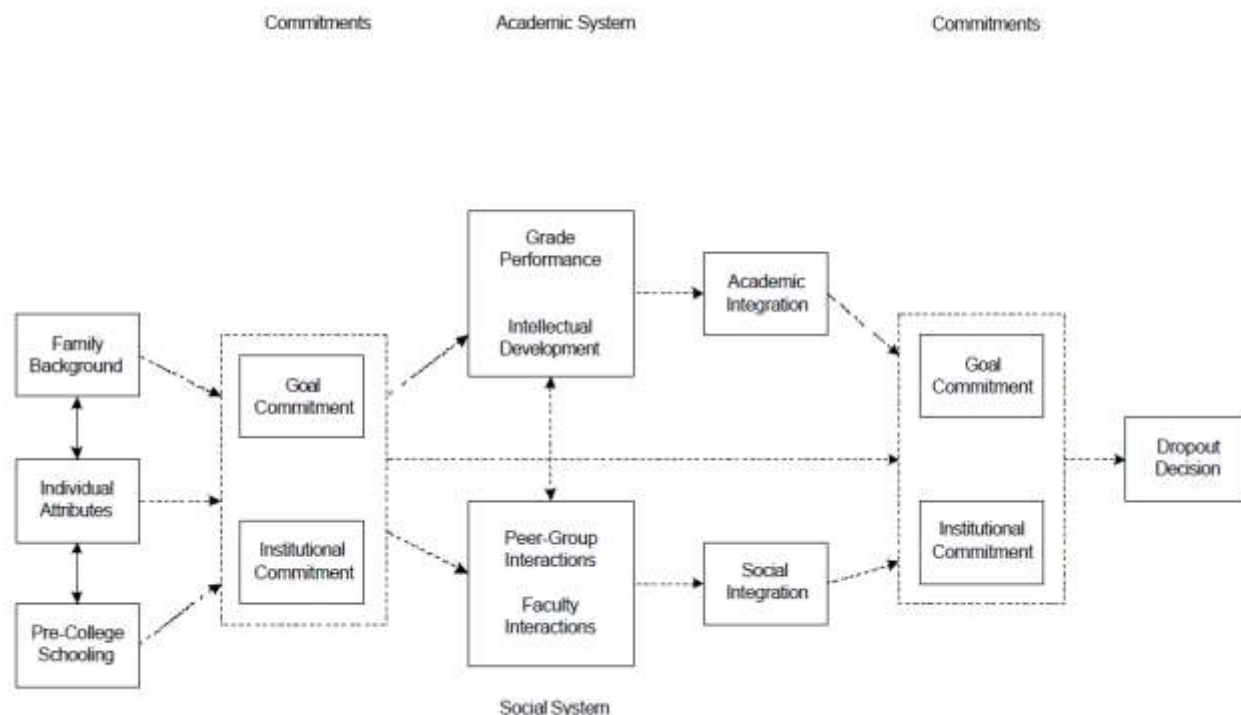 Commitments
Academic System
Commitments
Family
Background
Individual
Attributes
Pre-College
Schooling
Goal
Commitment
Institutional
Commitment
Grade
Performance
Intellectual
Development
Peer-Group
Interactions
Faculty
Interactions
Social System
Academic
Integration
Social
Integration
Goal
Commitment
Institutional
Commitment
Dropout
Decision